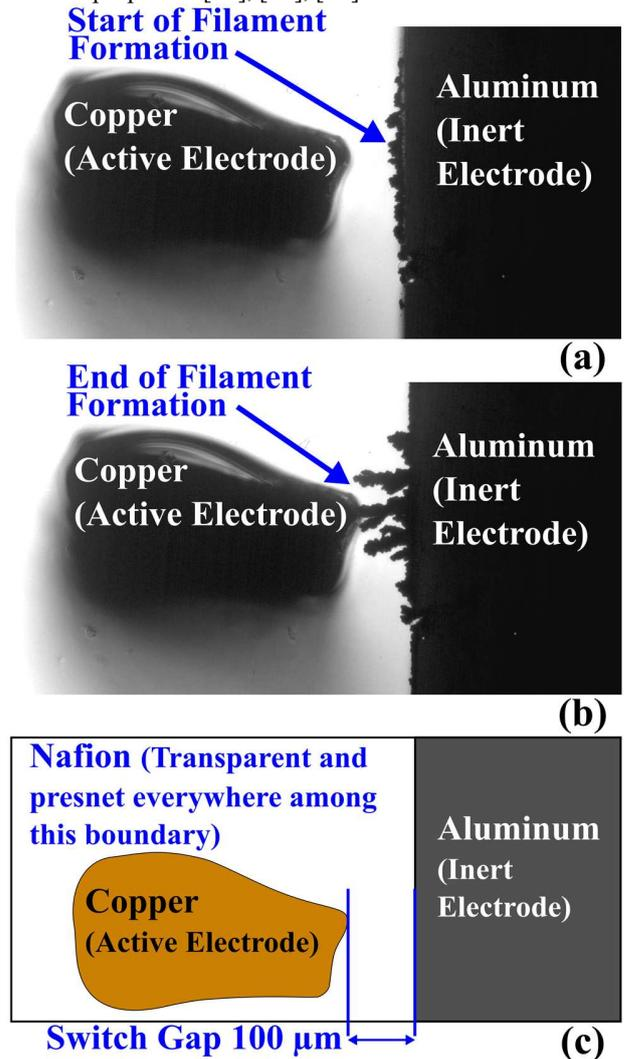 Start of Filament
Formation
Copper
(Active Electrode)
Aluminum
(Inert
Electrode)
(a)
End of Filament
Formation
Copper
(Active Electrode)
Aluminum
(Inert
Electrode)
(b)
Nafion (Transparent and
presnet everywhere among
this boundary)
Copper
(Active Electrode)
Aluminum
(Inert
Electrode)
Switch Gap 100 µm
(c)